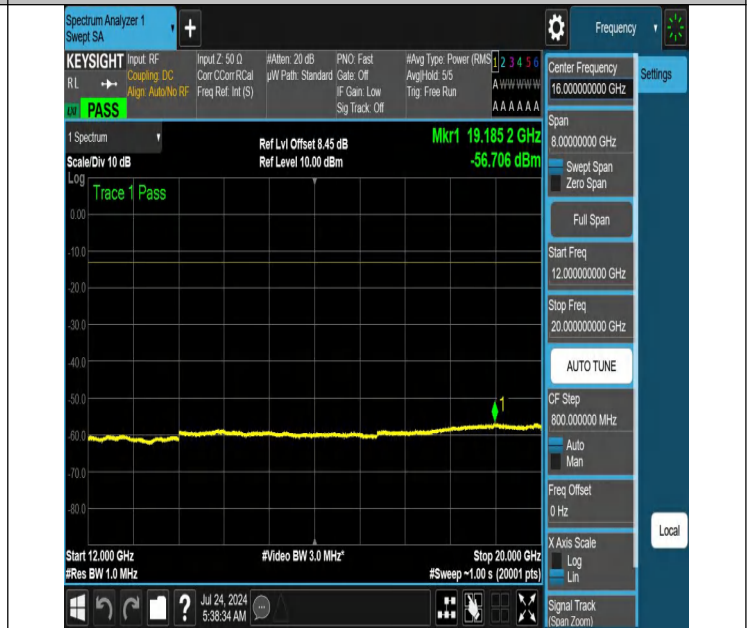 Spectrum Analyzer 1
Swept SA
+
Frequency
KEYSIGHT
RL
PASS
Input: RF
Coupling: DC
Align: Auto/No RF
Input Z: 50 Ω
Corr CCorr RCal
Freq Ref: Int (S)
#Atten: 20 dB
µW Path: Standard
PNO: Fast
Gate: Off
IF Gain: Low
Sig Track: Off
#Avg Type: Power (RMS
Avg|Hold: 5/5
Trig: Free Run
1 2 3 4 5 6
A W W W W W
A A A A A A
1 Spectrum
Scale/Div 10 dB
Ref Lvl Offset 8.45 dB
Ref Level 10.00 dBm
Mkr1 19.185 2 GHz
-56.706 dBm
Log
Trace 1 Pass
0.00
-10.0
-20.0
-30.0
-40.0
-50.0
-60.0
-70.0
-80.0
1
Start 12.000 GHz
#Res BW 1.0 MHz
#Video BW 3.0 MHz*
Stop 20.000 GHz
#Sweep ~1.00 s (20001 pts)
Center Frequency
16.00000000 GHz
Span
8.00000000 GHz
Swept Span
Zero Span
Full Span
Start Freq
12.000000000 GHz
Stop Freq
20.000000000 GHz
AUTO TUNE
CF Step
800.000000 MHz
Auto
Man
Freq Offset
0 Hz
X Axis Scale
Log
Lin
Signal Track
(Span Zoom)
Settings
Local
?
Jul 24, 2024
5:38:34 AM